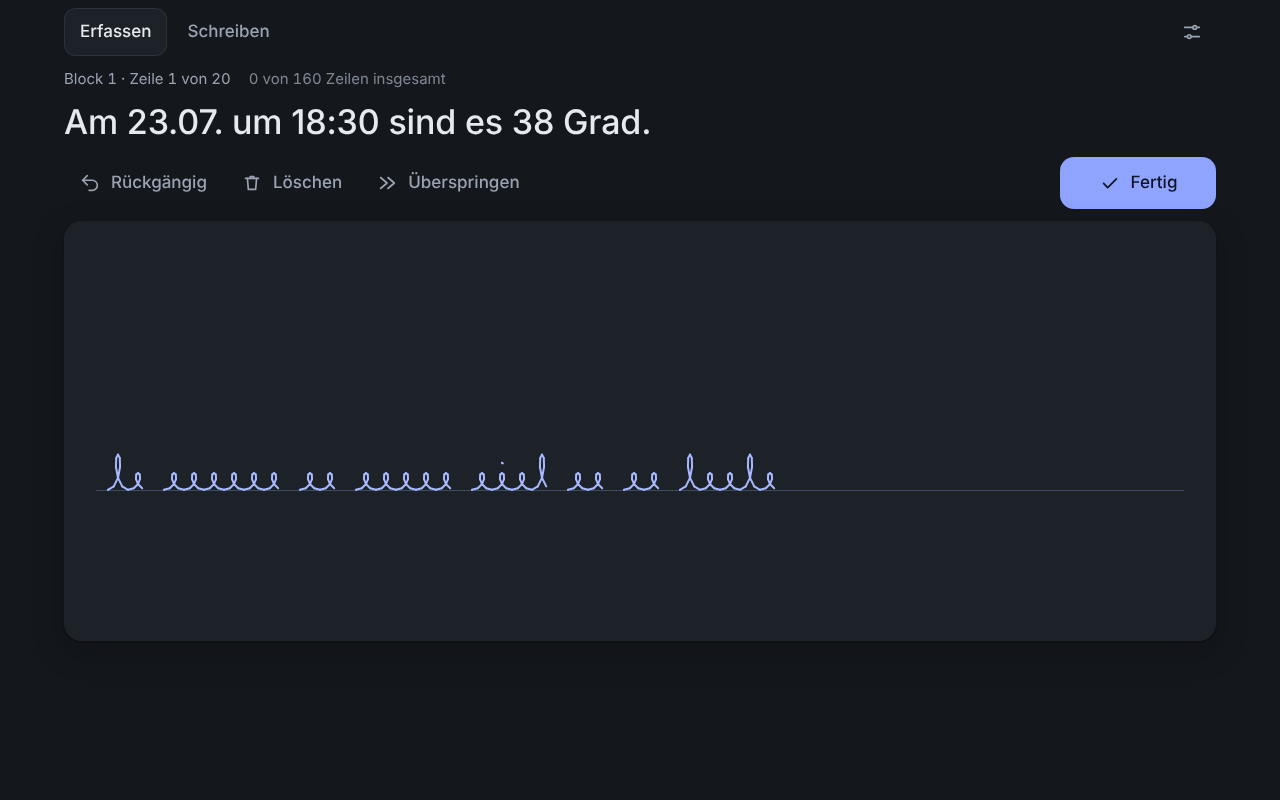 Erfassen Schreiben
Block 1 · Zeile 1 von 20 0 von 160 Zeilen insgesamt
Am 23.07. um 18:30 sind es 38 Grad.
Rückgängig Löschen Überspringen Fertig